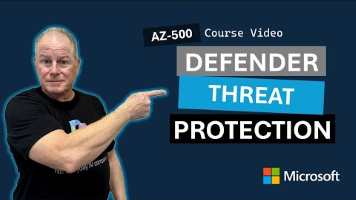 AZ-500 Course Video
DEFENDER
THREAT
PROTECTION
Microsoft